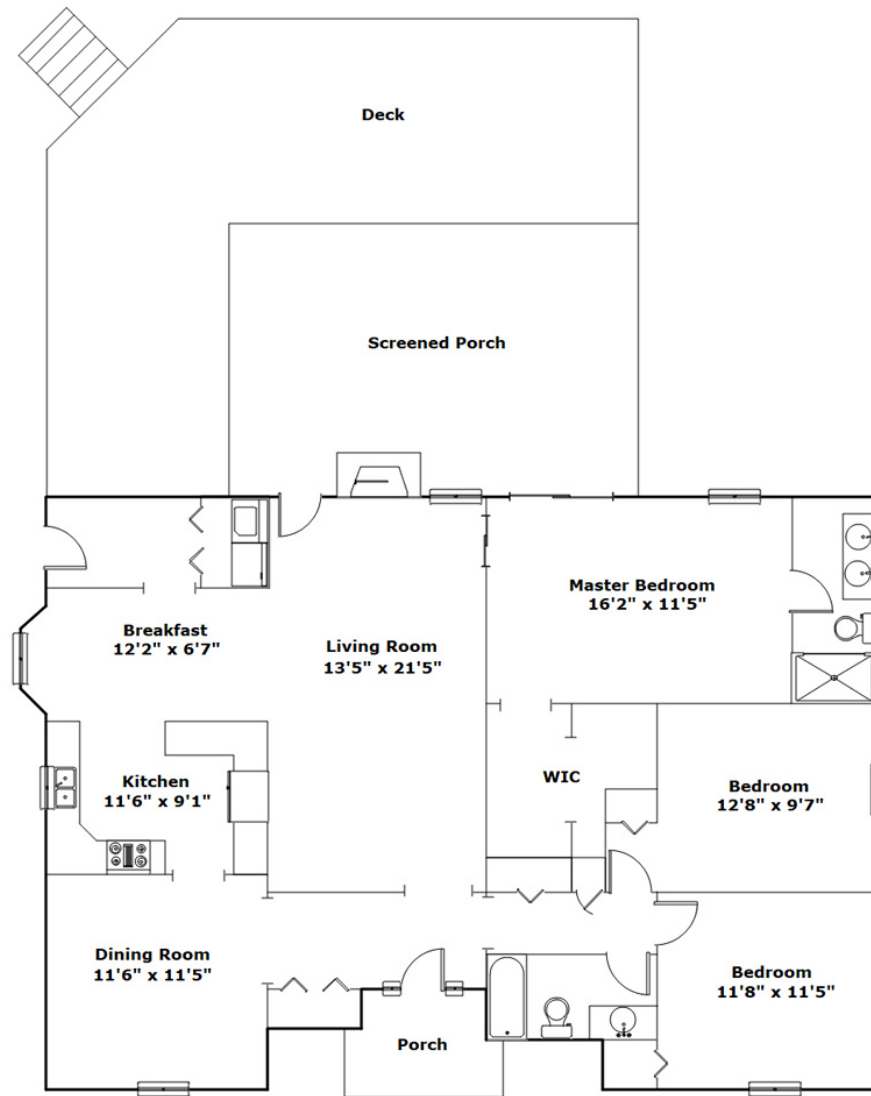 Deck
Screened Porch
Master Bedroom
16'2" x 11'5"
Breakfast
12'2" x 6'7"
Living Room
13'5" x 21'5"
Kitchen
11'6" x 9'1"
WIC
Bedroom
12'8" x 9'7"
Dining Room
11'6" x 11'5"
Bedroom
11'8" x 11'5"
Porch